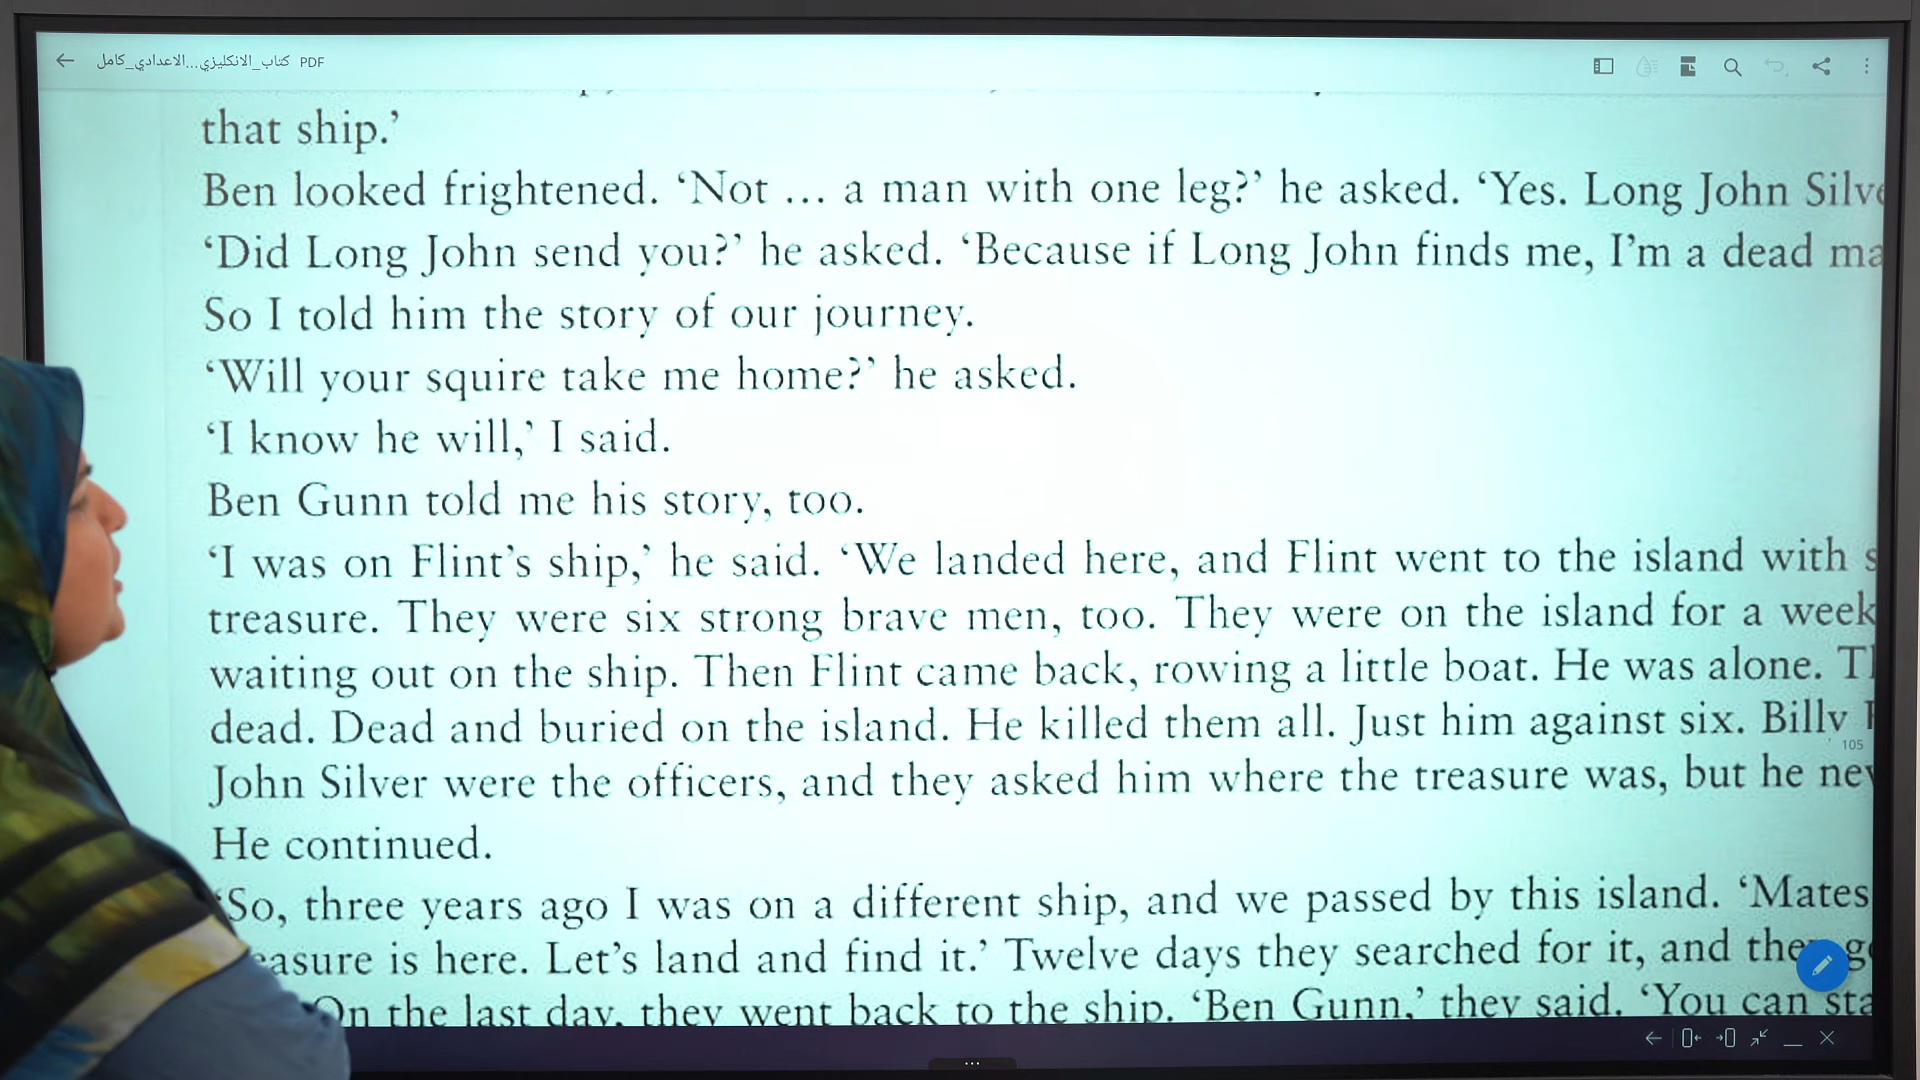 كتاب_الانكليزي...الاعدادي_كامل PDF
that ship.’
Ben looked frightened. ‘Not ... a man with one leg?’ he asked. ‘Yes. Long John
‘Did Long John send you?’ he asked. ‘Because if Long John finds me, I’m a dead
So I told him the story of our journey.
‘Will your squire take me home?’ he asked.
‘I know he will,’ I said.
Ben Gunn told me his story, too.
‘I was on Flint’s ship,’ he said. ‘We landed here, and Flint went to the island with
treasure. They were six strong brave men, too. They were on the island for a week
waiting out on the ship. Then Flint came back, rowing a little boat. He was alone.
dead. Dead and buried on the island. He killed them all. Just him against six. Billy
105
John Silver were the officers, and they asked him where the treasure was, but he
He continued.
‘So, three years ago I was on a different ship, and we passed by this island. ‘Mates
is here. Let’s land and find it.’ Twelve days they searched for it, and
On the last day, they went back to the ship. ‘Ben Gunn,’ they said. ‘You can